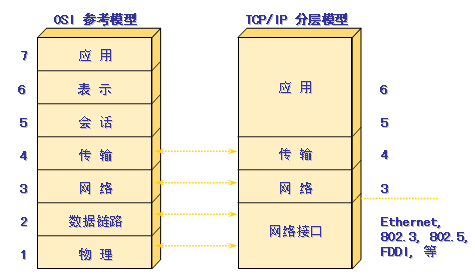 OSI 参考模型
TCP/IP 分层模型
7 应 用
6 表 示
5 会 话
4 传 输
3 网 络
2 数据链路
1 物 理
应 用 6
5
传 输 4
网 络 3
网络接口
Ethernet,
802.3, 802.5,
FDDI, 等